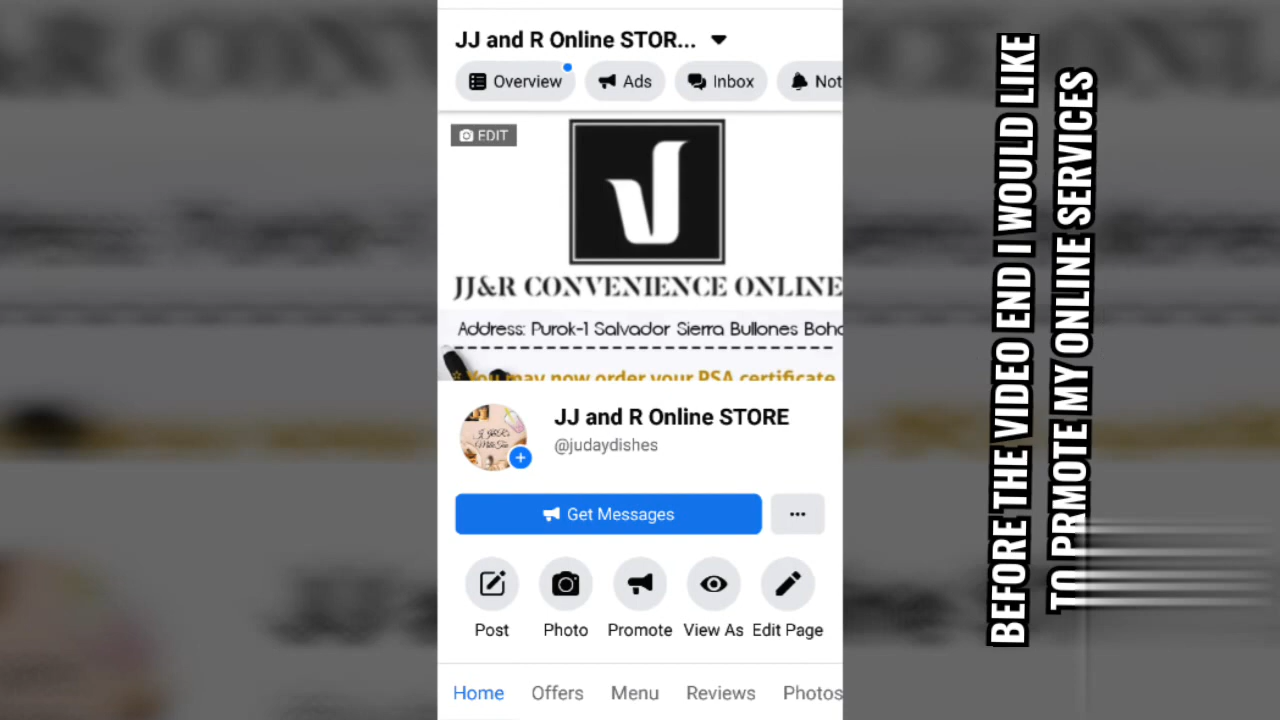 JJ and R Online STOR...
Overview
Ads
Inbox
Not
EDIT
JJ&R CONVENIENCE ONLINE
Address: Purok-1 Salvador Sierra Bullones Boho
You may now order your PSA certificate
JJ and R Online STORE
@judaydishes
Get Messages
Post
Photo
Promote
View As
Edit Page
Home
Offers
Menu
Reviews
Photos
BEFORE THE VIDEO END I WOULD LIKE
TO PRMOTE MY ONLINE SERVICES